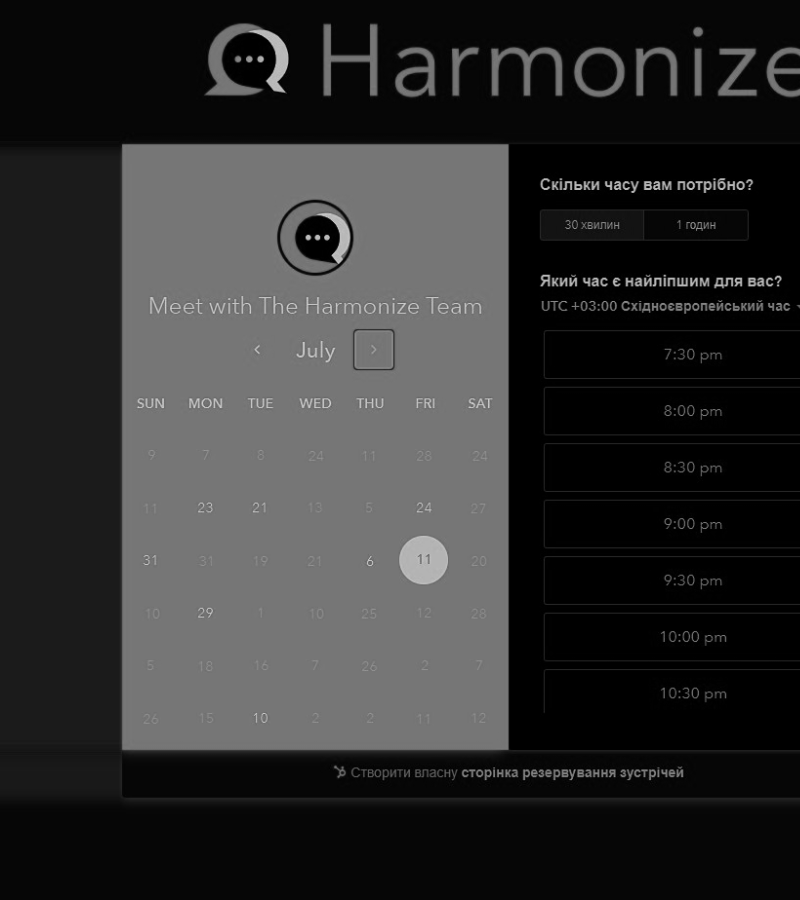 Harmonize
Meet with The Harmonize Team
July
SUN MON TUE WED THU FRI SAT
9 7 8 24 11 28 24
11 23 21 13 5 24 27
31 31 19 21 6 11 20
10 29 1 10 25 12 28
5 18 16 7 26 2 7
26 15 10 2 2 11 12
Скільки часу вам потрібно?
30 хвилин 1 годин
Який час є найліпшим для вас?
UTC +03:00 Східноєвропейський час
7:30 pm
8:00 pm
8:30 pm
9:00 pm
9:30 pm
10:00 pm
10:30 pm
Створити власну сторінка резервування зустрічей